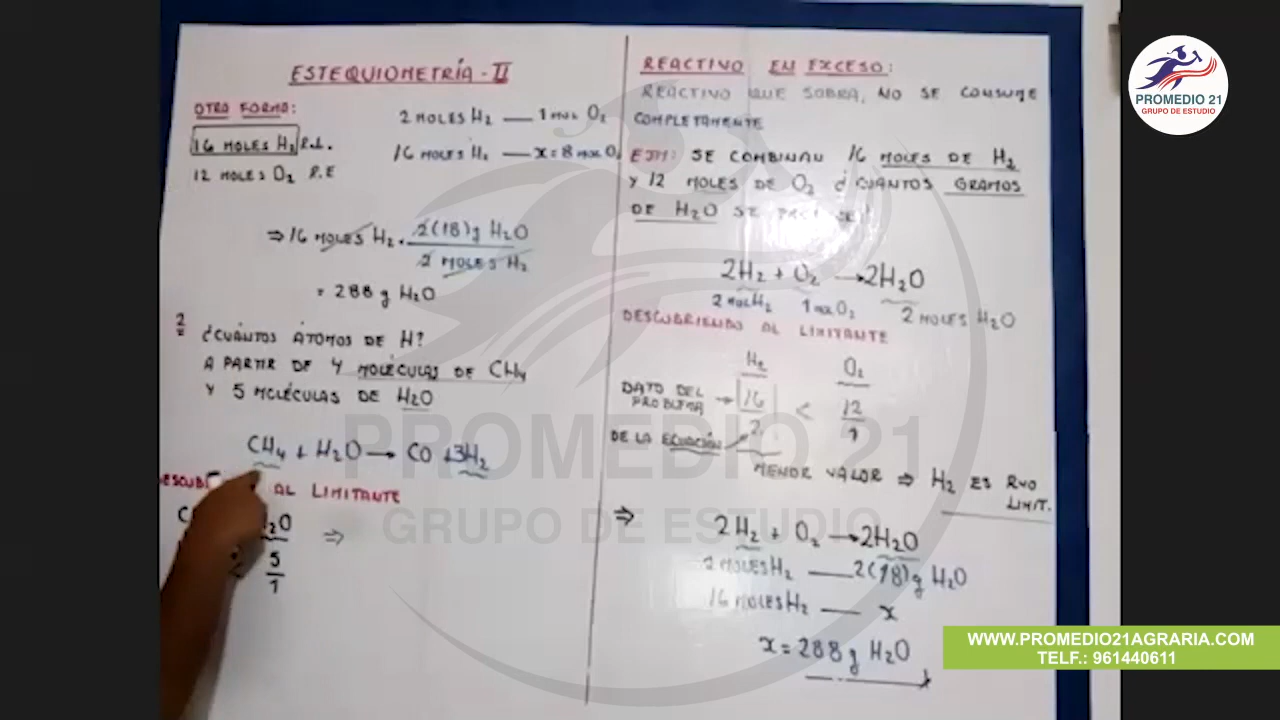 ESTEQUIOMETRÍA - II
OTRA FORMA:
16 MOLES H2 R.L.
12 MOLES O2 R.E
2 MOLES H2 — 1 MOL O2
16 MOLES H2 — X = 8 MOL O2
⇒ 16 MOLES H2 . 2(18)g H2O
2 MOLES H2
= 288 g H2O
2
¿CUÁNTOS ÁTOMOS DE H?
A PARTIR DE 4 MOLÉCULAS DE CH4
Y 5 MOLÉCULAS DE H2O
CH4 + H2O → CO + 3H2
AL LIMITANTE
5
1
⇒
REACTIVO EN EXCESO:
REACTIVO QUE SOBRA, NO SE CONSUME
COMPLETAMENTE
EJM: SE COMBINAN 16 MOLES DE H2
Y 12 MOLES DE O2 ¿CUÁNTOS GRAMOS
DE H2O SE
2H2 + O2 → 2H2O
2 MOL H2 1 MOL O2 2 MOLES H2O
DESCUBRIENDO AL LIMITANTE
H2 O2
DATO DEL PROBLEMA → 16 < 12
DE LA ECUACIÓN 2 1
MENOR VALOR ⇒ H2 ES RVO
LIMIT.
⇒ 2H2 + O2 → 2H2O
2 MOLES H2 — 2(18)g H2O
16 MOLES H2 — x
x = 288 g H2O
PROMEDIO 21
GRUPO DE ESTUDIO
PROMEDIO 21
GRUPO DE ESTUDIO
WWW.PROMEDIO21AGRARIA.COM
TELF.: 961440611